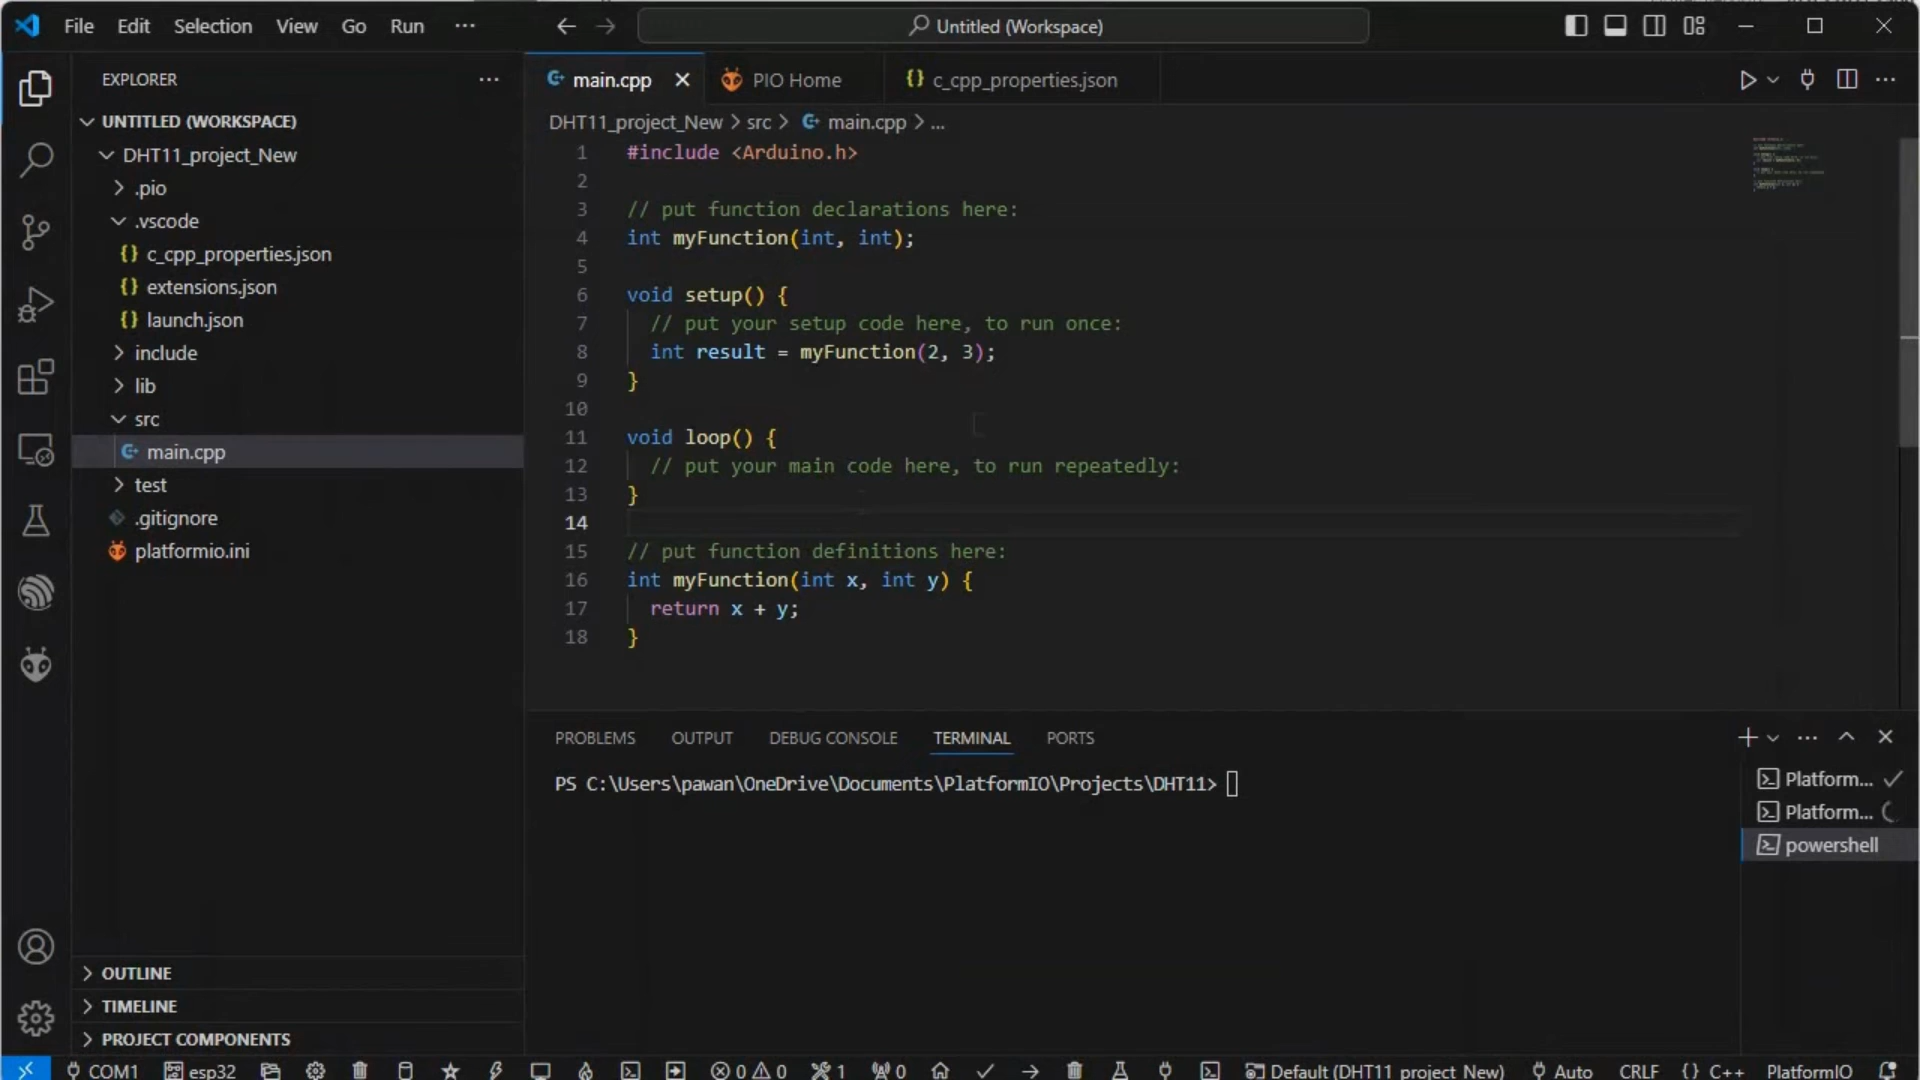 File Edit Selection View Go Run ··· Untitled (Workspace)
EXPLORER ···
UNTITLED (WORKSPACE)
DHT11_project_New
.pio
.vscode
{} c_cpp_properties.json
{} extensions.json
{} launch.json
include
lib
src
main.cpp
test
.gitignore
platformio.ini
OUTLINE
TIMELINE
PROJECT COMPONENTS
main.cpp PIO Home {} c_cpp_properties.json
DHT11_project_New > src > main.cpp > ...
1 #include <Arduino.h>
2
3 // put function declarations here:
4 int myFunction(int, int);
5
6 void setup() {
7 // put your setup code here, to run once:
8 int result = myFunction(2, 3);
9 }
10
11 void loop() {
12 // put your main code here, to run repeatedly:
13 }
14
15 // put function definitions here:
16 int myFunction(int x, int y) {
17 return x + y;
18 }
PROBLEMS OUTPUT DEBUG CONSOLE TERMINAL PORTS
PS C:\Users\pawan\OneDrive\Documents\PlatformIO\Projects\DHT11>
Platform...
Platform...
powershell
COM1 esp32 0 0 1 0 Default (DHT11_project_New) Auto CRLF {} C++ PlatformIO